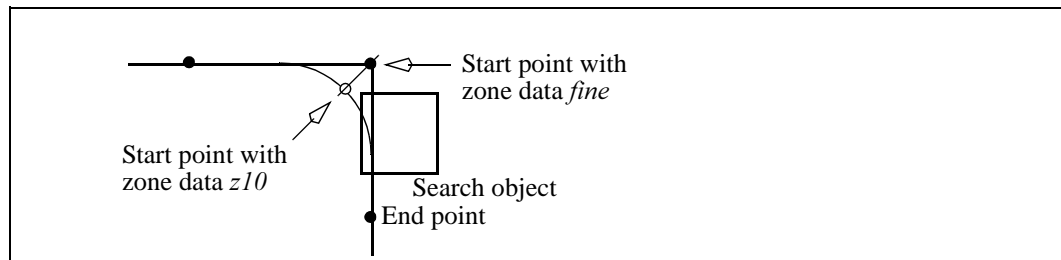 Start point with
zone data fine
Start point with
zone data z10
Search object
End point